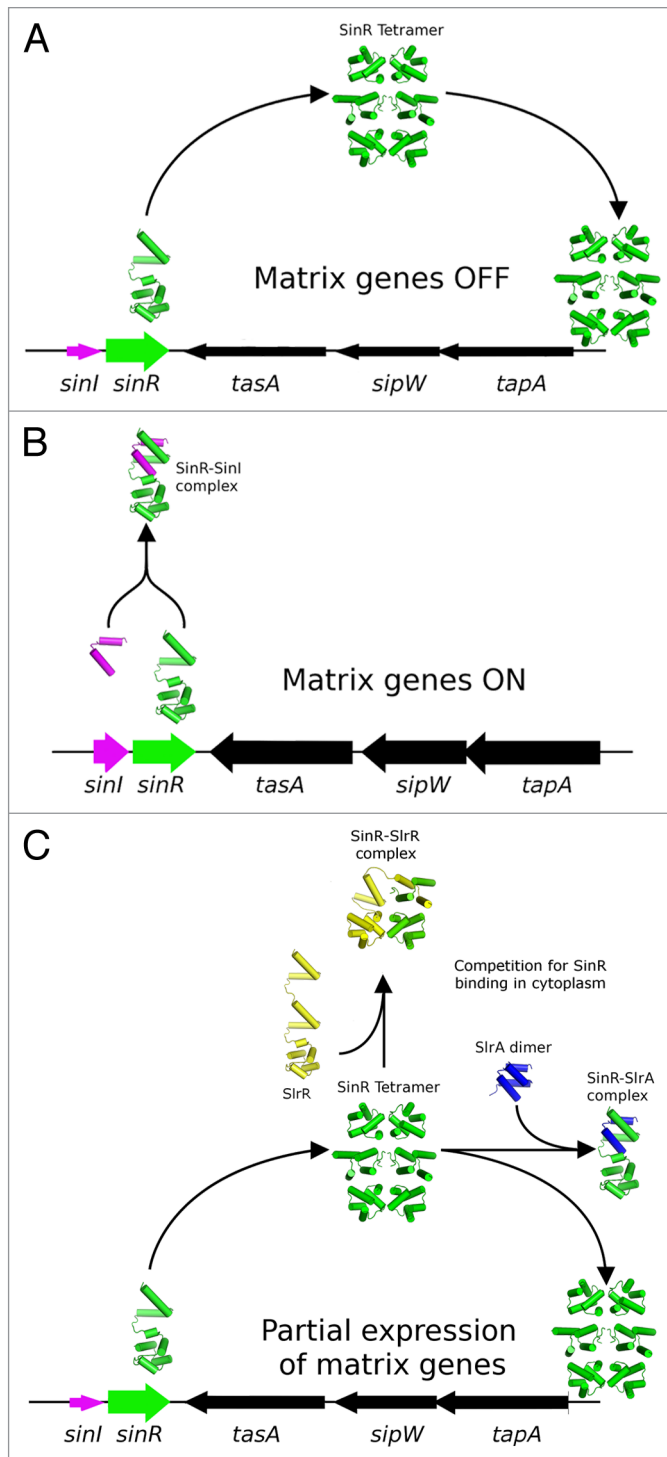 A
SinR Tetramer
Matrix genes OFF
sinI sinR tasA sipW tapA
B
SinR-SinI
complex
Matrix genes ON
sinI sinR tasA sipW tapA
C
SinR-SlrR
complex
Competition for SinR
binding in cytoplasm
SlrA dimer
SinR-SlrA
complex
SlrR
SinR Tetramer
Partial expression
of matrix genes
sinI sinR tasA sipW tapA